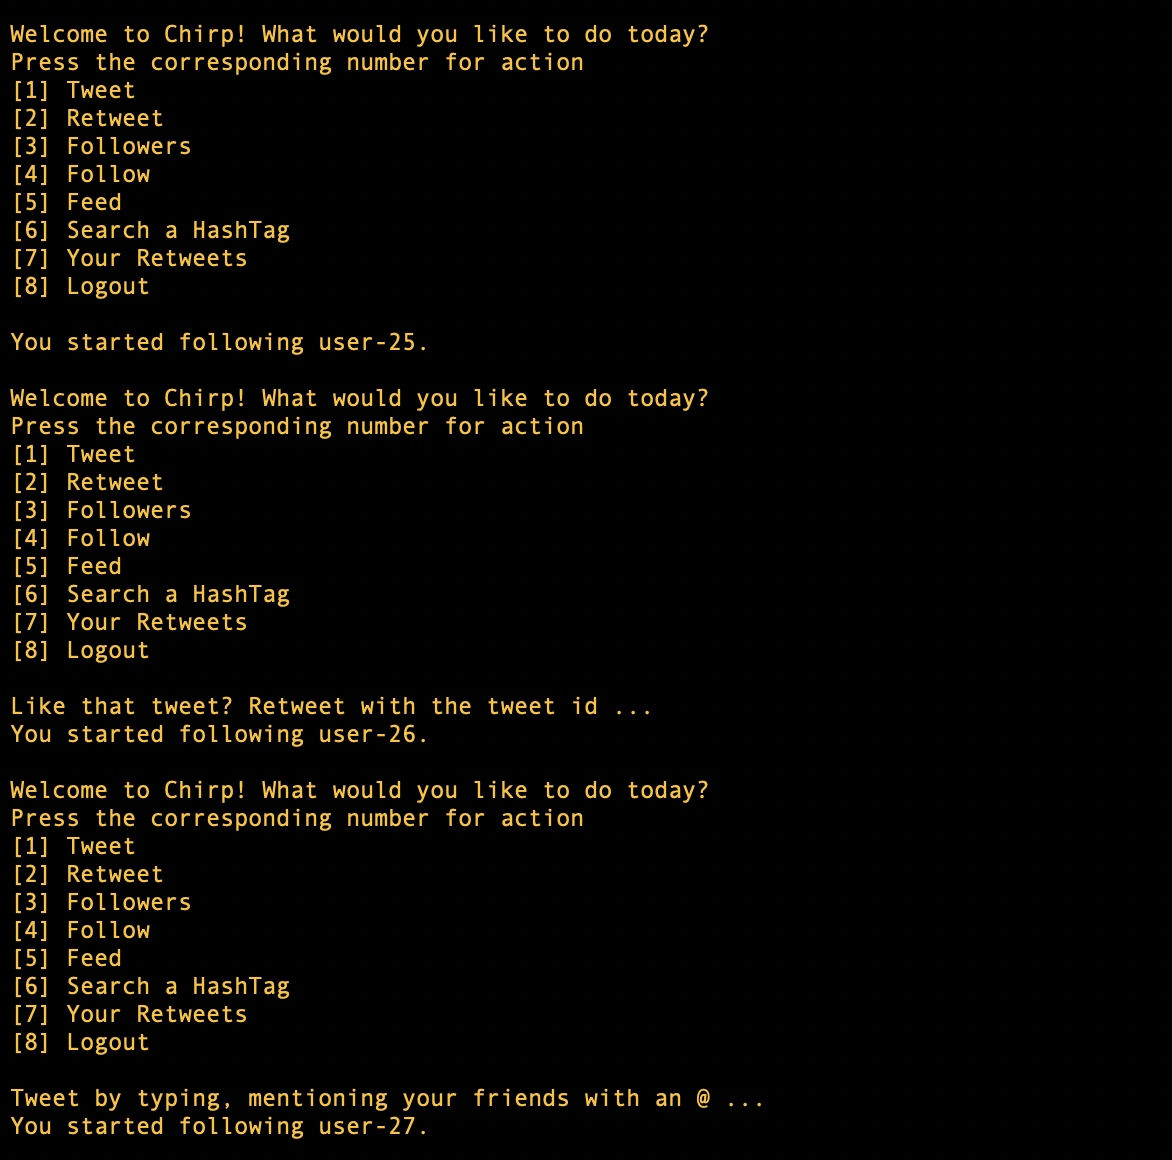 Welcome to Chirp! What would you like to do today?
Press the corresponding number for action
[1] Tweet
[2] Retweet
[3] Followers
[4] Follow
[5] Feed
[6] Search a HashTag
[7] Your Retweets
[8] Logout

You started following user-25.

Welcome to Chirp! What would you like to do today?
Press the corresponding number for action
[1] Tweet
[2] Retweet
[3] Followers
[4] Follow
[5] Feed
[6] Search a HashTag
[7] Your Retweets
[8] Logout

Like that tweet? Retweet with the tweet id ...
You started following user-26.

Welcome to Chirp! What would you like to do today?
Press the corresponding number for action
[1] Tweet
[2] Retweet
[3] Followers
[4] Follow
[5] Feed
[6] Search a HashTag
[7] Your Retweets
[8] Logout

Tweet by typing, mentioning your friends with an @ ...
You started following user-27.